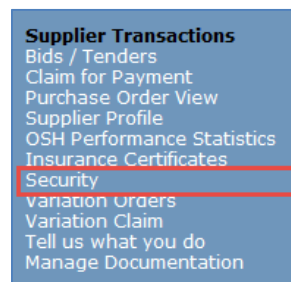 Supplier Transactions
Bids / Tenders
Claim for Payment
Purchase Order View
Supplier Profile
OSH Performance Statistics
Insurance Certificates
Security
Variation Orders
Variation Claim
Tell us what you do
Manage Documentation